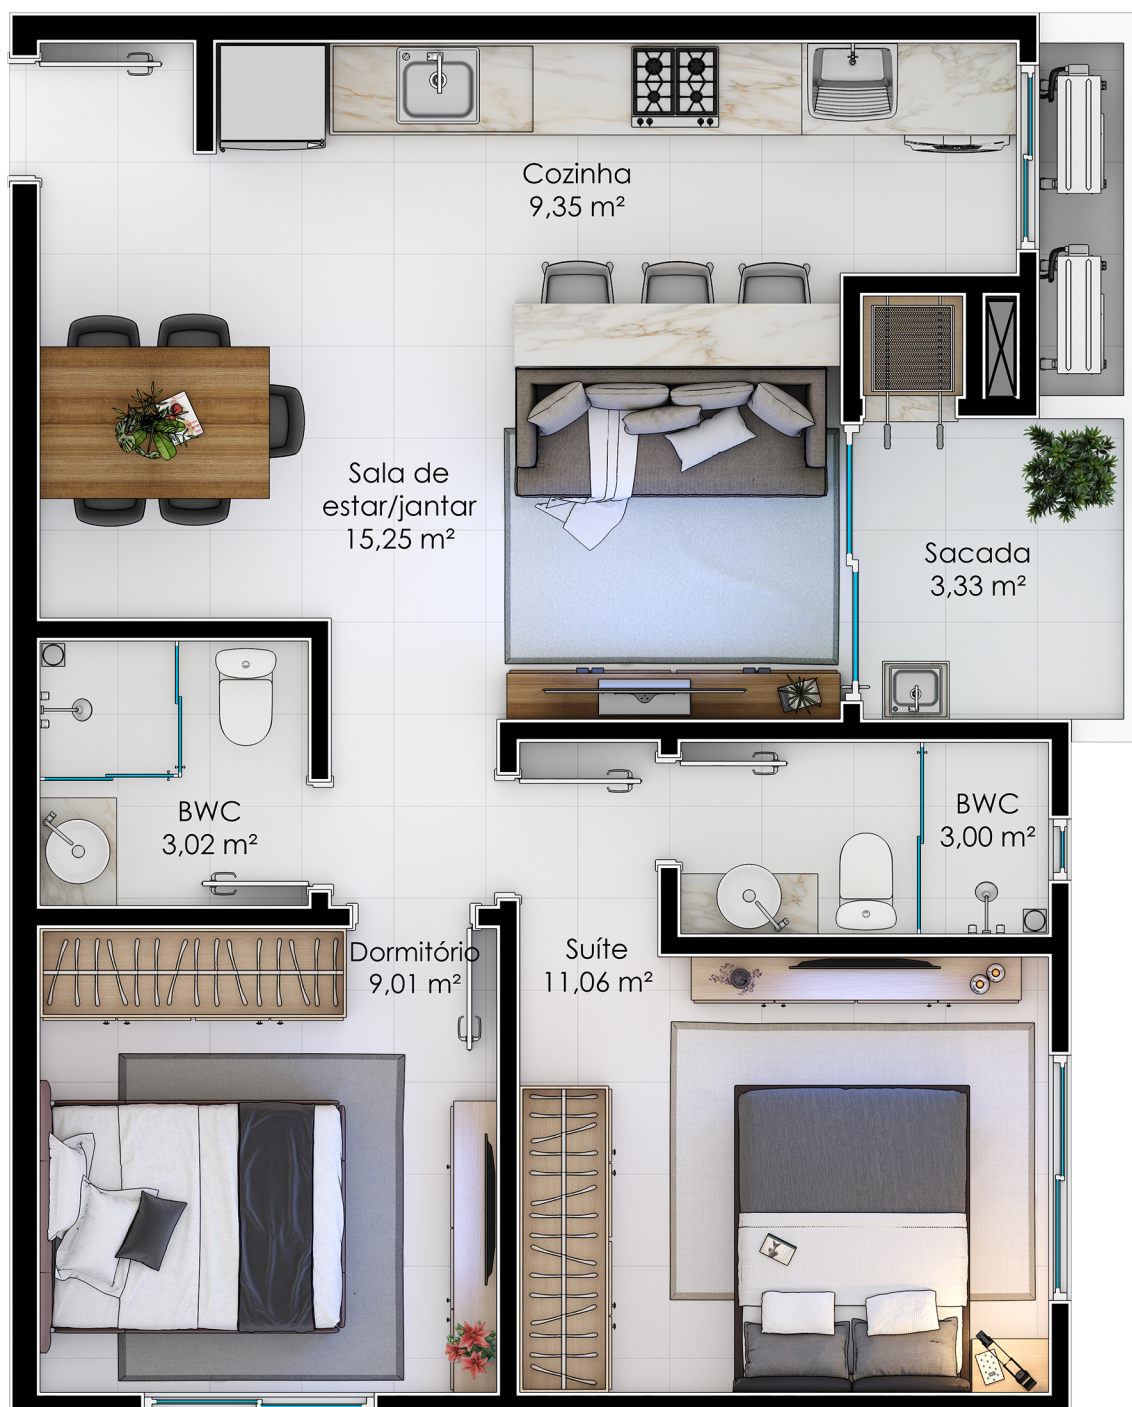 Cozinha
9,35 m²
Sala de
estar/jantar
15,25 m²
Sacada
3,33 m²
BWC
3,02 m²
BWC
3,00 m²
Dormitório
9,01 m²
Suíte
11,06 m²